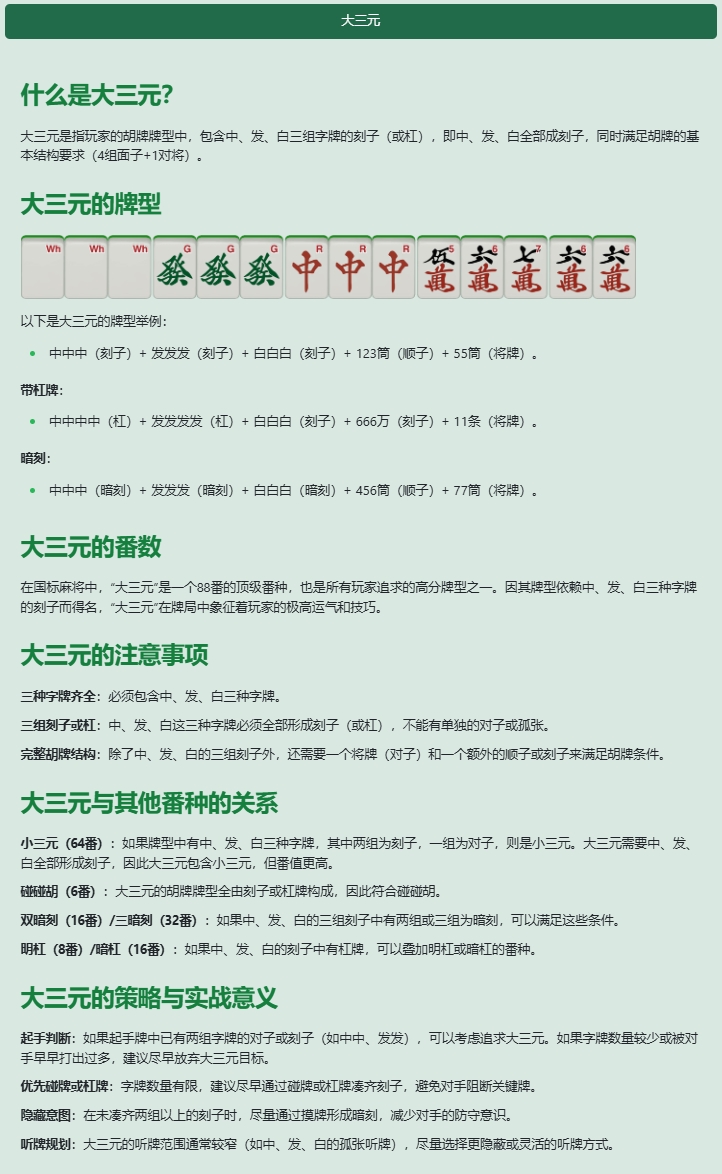 大三元
什么是大三元？
大三元是指玩家的胡牌牌型中，包含中、发、白三组字牌的刻子（或杠），即中、发、白全部成刻子，同时满足胡牌的基
本结构要求（4组面子+1对将）。
大三元的牌型
Wh Wh Wh G G G R R R 5 6 7 6 6
發 發 發 中 中 中 伍萬 六萬 七萬 六萬 六萬
以下是大三元的牌型举例：
中中中（刻子）+ 发发发（刻子）+ 白白白（刻子）+ 123筒（顺子）+ 55筒（将牌）。
带杠牌：
中中中中（杠）+ 发发发发（杠）+ 白白白（刻子）+ 666万（刻子）+ 11条（将牌）。
暗刻：
中中中（暗刻）+ 发发发（暗刻）+ 白白白（暗刻）+ 456筒（顺子）+ 77筒（将牌）。
大三元的番数
在国标麻将中，“大三元”是一个88番的顶级番种，也是所有玩家追求的高分牌型之一。因其牌型依赖中、发、白三种字牌
的刻子而得名，“大三元”在牌局中象征着玩家的极高运气和技巧。
大三元的注意事项
三种字牌齐全：必须包含中、发、白三种字牌。
三组刻子或杠：中、发、白这三种字牌必须全部形成刻子（或杠），不能有单独的对子或孤张。
完整胡牌结构：除了中、发、白的三组刻子外，还需要一个将牌（对子）和一个额外的顺子或刻子来满足胡牌条件。
大三元与其他番种的关系
小三元（64番）：如果牌型中有中、发、白三种字牌，其中两组为刻子，一组为对子，则是小三元。大三元需要中、发、
白全部形成刻子，因此大三元包含小三元，但番值更高。
碰碰胡（6番）：大三元的胡牌牌型全由刻子或杠牌构成，因此符合碰碰胡。
双暗刻（16番）/三暗刻（32番）：如果中、发、白的三组刻子中有两组或三组为暗刻，可以满足这些条件。
明杠（8番）/暗杠（16番）：如果中、发、白的刻子中有杠牌，可以叠加明杠或暗杠的番种。
大三元的策略与实战意义
起手判断：如果起手牌中已有两组字牌的对子或刻子（如中中、发发），可以考虑追求大三元。如果字牌数量较少或被对
手早早打出过多，建议尽早放弃大三元目标。
优先碰牌或杠牌：字牌数量有限，建议尽早通过碰牌或杠牌凑齐刻子，避免对手阻断关键牌。
隐藏意图：在未凑齐两组以上的刻子时，尽量通过摸牌形成暗刻，减少对手的防守意识。
听牌规划：大三元的听牌范围通常较窄（如中、发、白的孤张听牌），尽量选择更隐蔽或灵活的听牌方式。